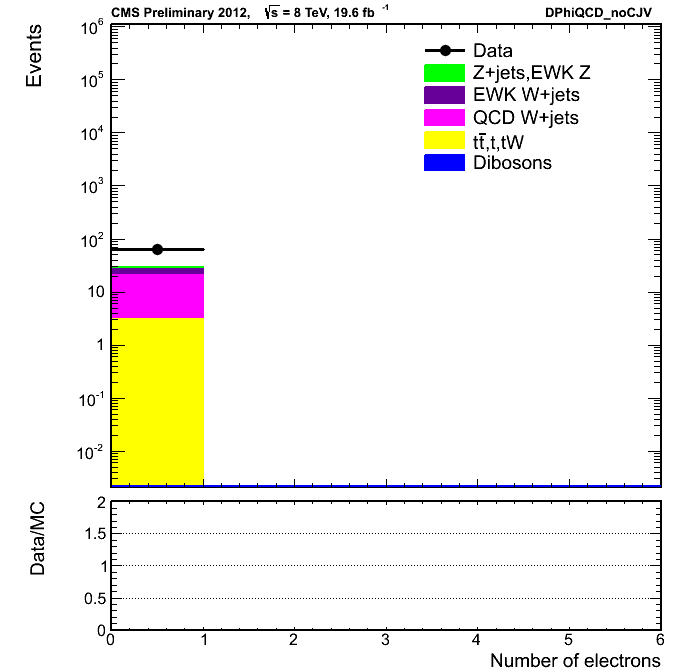 CMS Preliminary 2012, √s = 8 TeV, 19.6 fb⁻¹ DPhiQCD_noCJV
Events
10⁶
10⁵
10⁴
10³
10²
10
1
10⁻¹
10⁻²
Data
Z+jets,EWK Z
EWK W+jets
QCD W+jets
tt̅,t,tW
Dibosons
Data/MC
2
1.5
1
0.5
0
0 1 2 3 4 5 6
Number of electrons